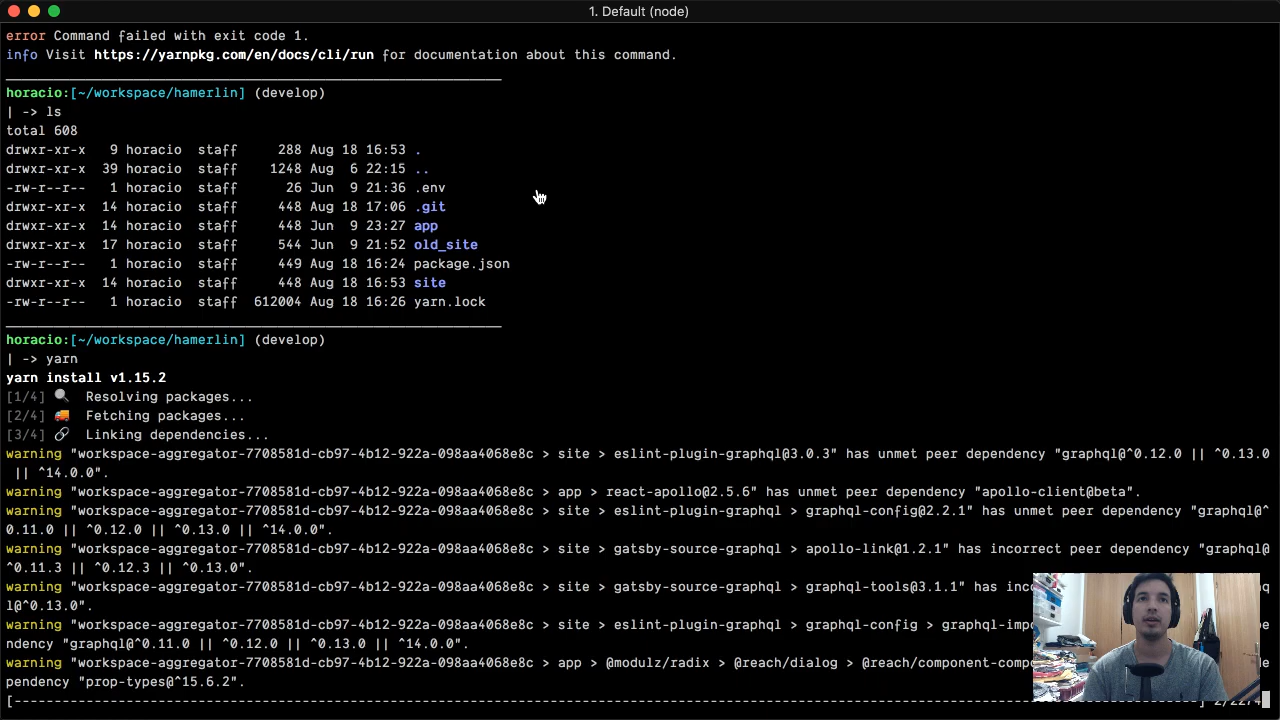 1. Default (node)
error Command failed with exit code 1.
info Visit https://yarnpkg.com/en/docs/cli/run for documentation about this command.
horacio:[~/workspace/hamerlin] (develop)
| -> ls
total 608
drwxr-xr-x 9 horacio staff 288 Aug 18 16:53 .
drwxr-xr-x 39 horacio staff 1248 Aug 6 22:15 ..
-rw-r--r-- 1 horacio staff 26 Jun 9 21:36 .env
drwxr-xr-x 14 horacio staff 448 Aug 18 17:06 .git
drwxr-xr-x 14 horacio staff 448 Jun 9 23:27 app
drwxr-xr-x 17 horacio staff 544 Jun 9 21:52 old_site
-rw-r--r-- 1 horacio staff 449 Aug 18 16:24 package.json
drwxr-xr-x 14 horacio staff 448 Aug 18 16:53 site
-rw-r--r-- 1 horacio staff 612004 Aug 18 16:26 yarn.lock
horacio:[~/workspace/hamerlin] (develop)
| -> yarn
yarn install v1.15.2
[1/4] 🔍 Resolving packages...
[2/4] 🚚 Fetching packages...
[3/4] 🔗 Linking dependencies...
warning "workspace-aggregator-7708581d-cb97-4b12-922a-098aa4068e8c > site > eslint-plugin-graphql@3.0.3" has unmet peer dependency "graphql@^0.12.0 || ^0.13.0
|| ^14.0.0".
warning "workspace-aggregator-7708581d-cb97-4b12-922a-098aa4068e8c > app > react-apollo@2.5.6" has unmet peer dependency "apollo-client@beta".
warning "workspace-aggregator-7708581d-cb97-4b12-922a-098aa4068e8c > site > eslint-plugin-graphql > graphql-config@2.2.1" has unmet peer dependency "graphql@^
0.11.0 || ^0.12.0 || ^0.13.0 || ^14.0.0".
warning "workspace-aggregator-7708581d-cb97-4b12-922a-098aa4068e8c > site > gatsby-source-graphql > apollo-link@1.2.1" has incorrect peer dependency "graphql@
^0.11.3 || ^0.12.3 || ^0.13.0".
warning "workspace-aggregator-7708581d-cb97-4b12-922a-098aa4068e8c > site > gatsby-source-graphql > graphql-tools@3.1.1" has inc
l@^0.13.0".
warning "workspace-aggregator-7708581d-cb97-4b12-922a-098aa4068e8c > site > eslint-plugin-graphql > graphql-config > graphql-imp
ndency "graphql@^0.11.0 || ^0.12.0 || ^0.13.0 || ^14.0.0".
warning "workspace-aggregator-7708581d-cb97-4b12-922a-098aa4068e8c > app > @modulz/radix > @reach/dialog > @reach/component-comp
pendency "prop-types@^15.6.2".